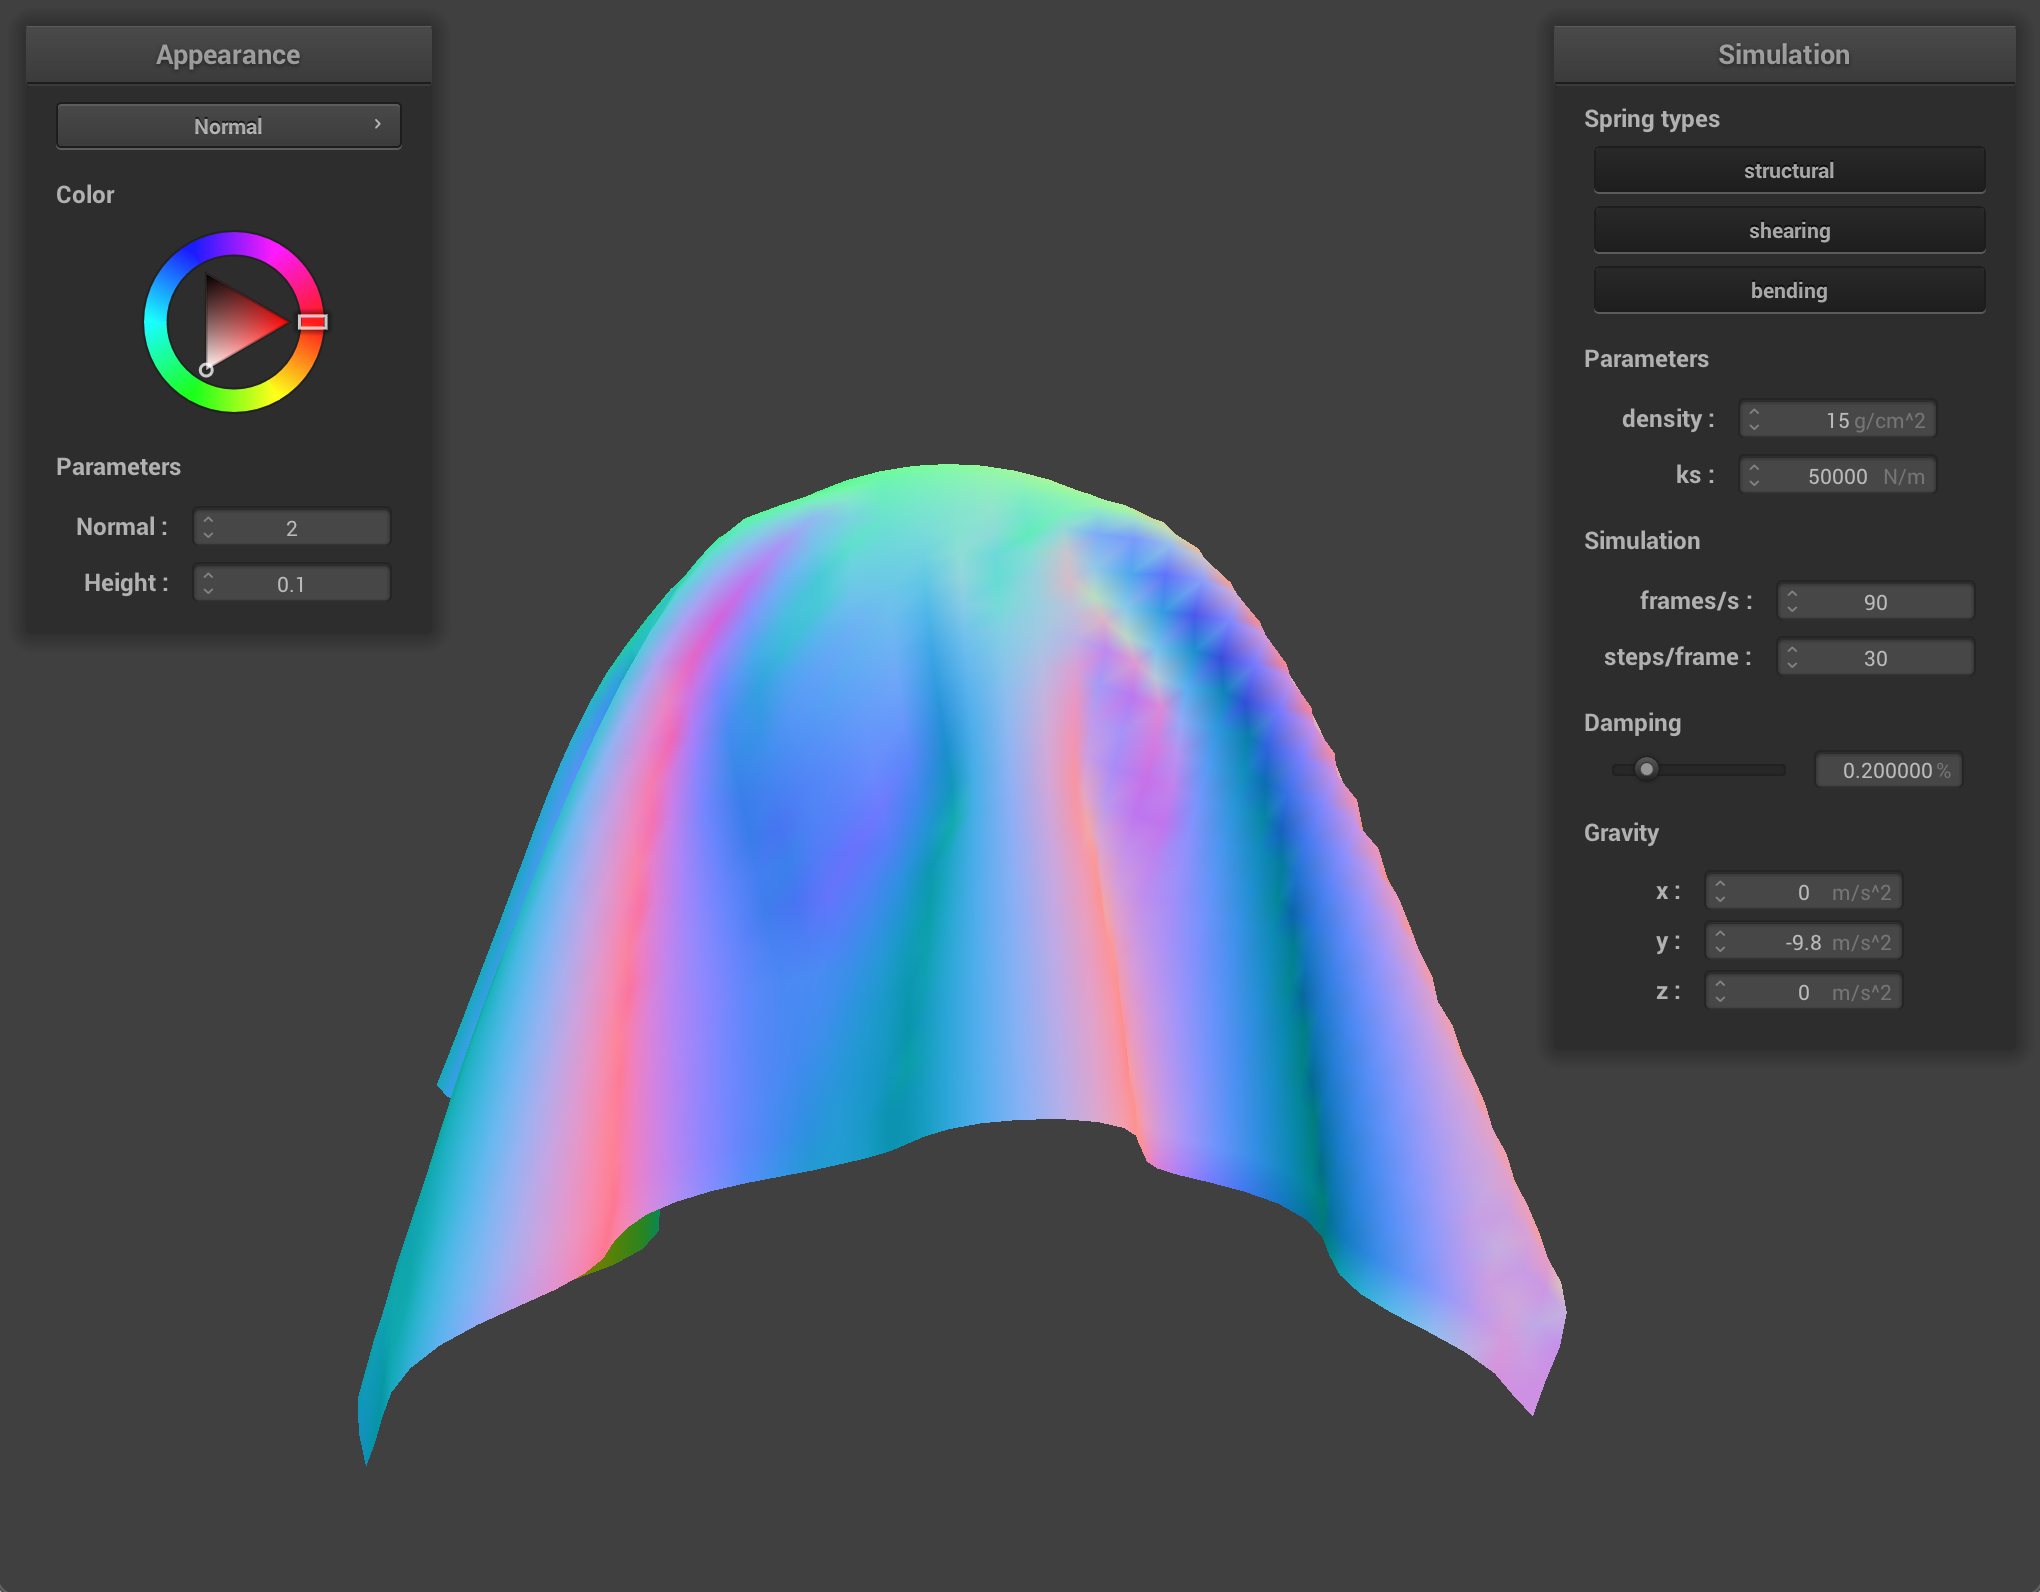 Appearance
Normal
Color
Parameters
Normal : 2
Height : 0.1
Simulation
Spring types
structural
shearing
bending
Parameters
density : 15 g/cm^2
ks : 50000 N/m
Simulation
frames/s : 90
steps/frame : 30
Damping
0.200000 %
Gravity
x : 0 m/s^2
y : -9.8 m/s^2
z : 0 m/s^2